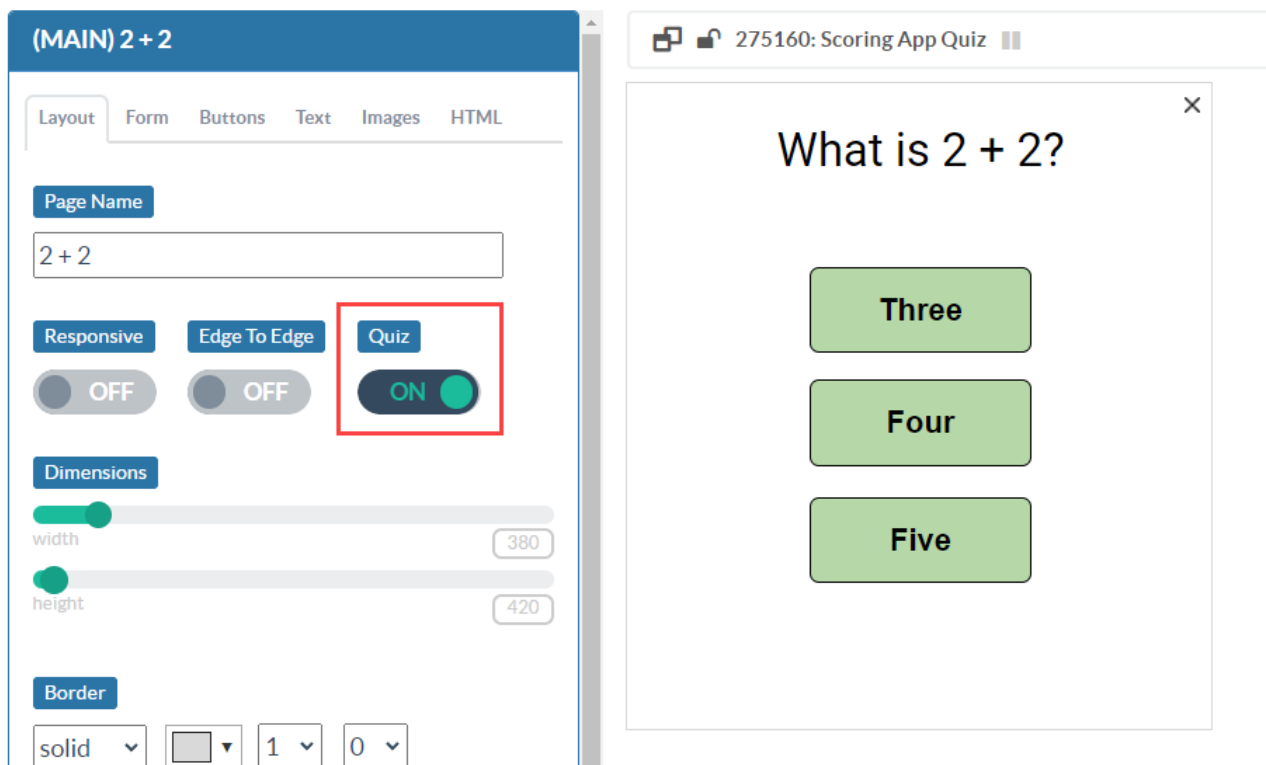 (MAIN) 2 + 2
Layout Form Buttons Text Images HTML
Page Name
2 + 2
Responsive Edge To Edge Quiz
OFF OFF ON
Dimensions
width
380
height
420
Border
solid 1 0
275160: Scoring App Quiz
What is 2 + 2?
Three
Four
Five